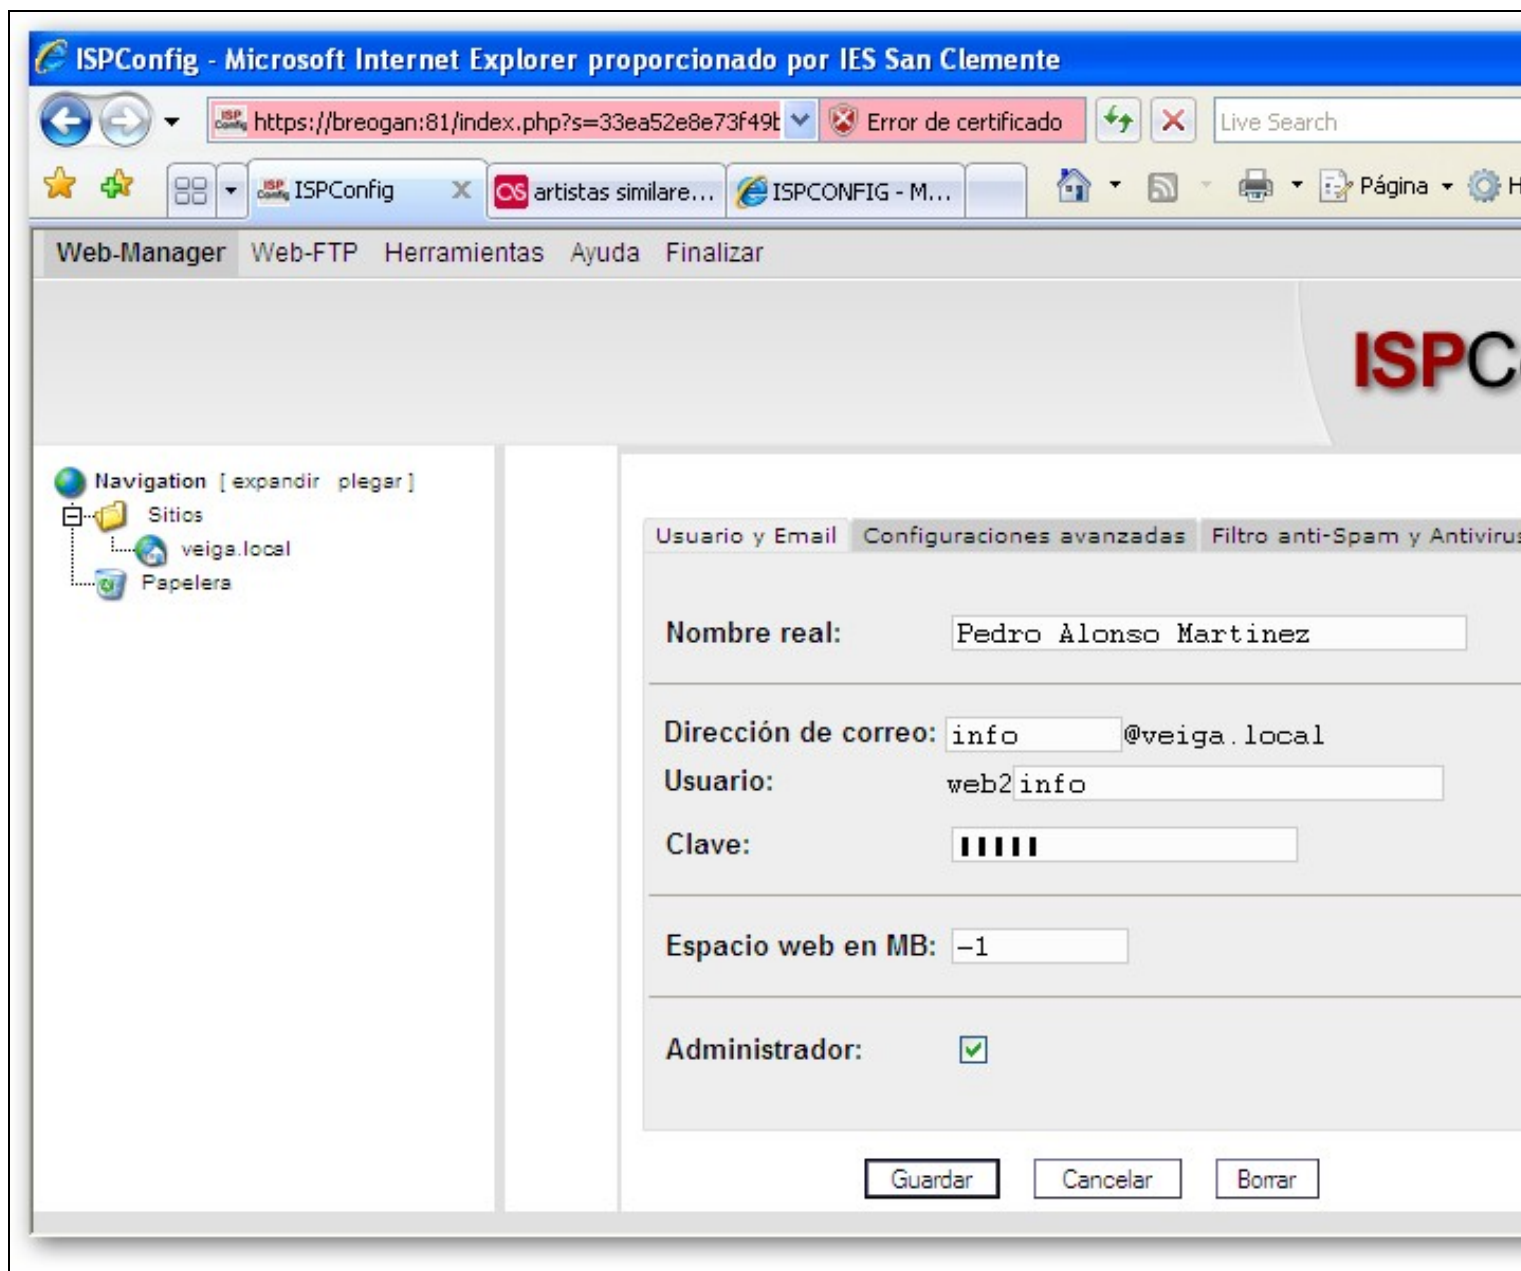 ISPConfig - Microsoft Internet Explorer proporcionado por IES San Clemente
https://breogan:81/index.php?s=33ea52e8e73f49b Error de certificado Live Search
ISPConfig artistas similare... ISPCONFIG - M... Página H
Web-Manager Web-FTP Herramientas Ayuda Finalizar
ISPC
Navigation [ expandir plegar ]
Sitios
veiga.local
Papelera
Usuario y Email Configuraciones avanzadas Filtro anti-Spam y Antivirus
Nombre real: Pedro Alonso Martinez
Dirección de correo: info @veiga.local
Usuario: web2 info
Clave:
Espacio web en MB: -1
Administrador:
Guardar Cancelar Borrar